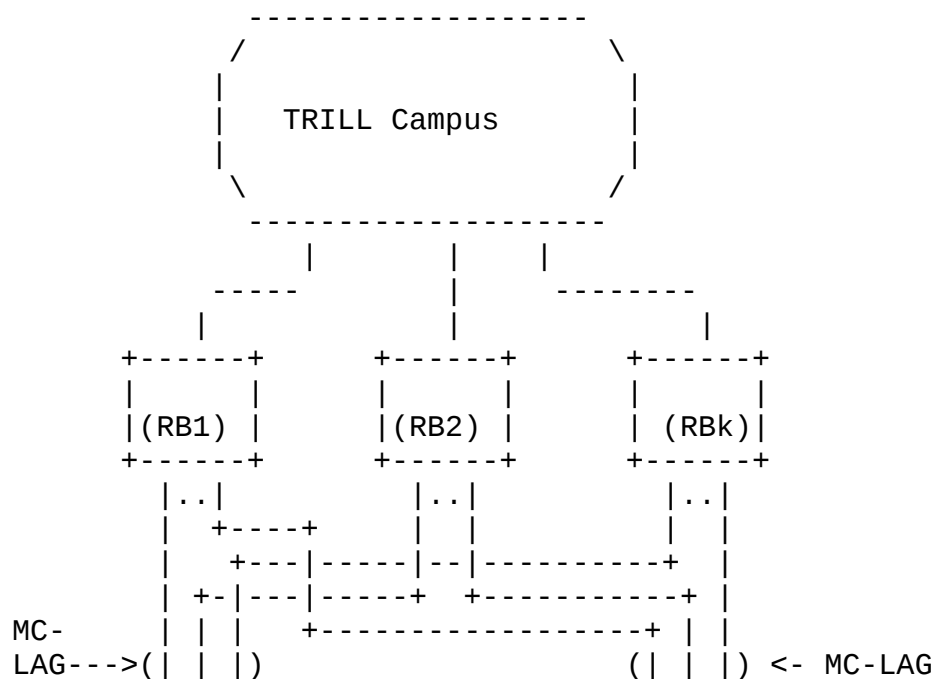 TRILL Campus
(RB1) (RB2) (RBk)
MC-
LAG--->(| | |) (| | |) <- MC-LAG